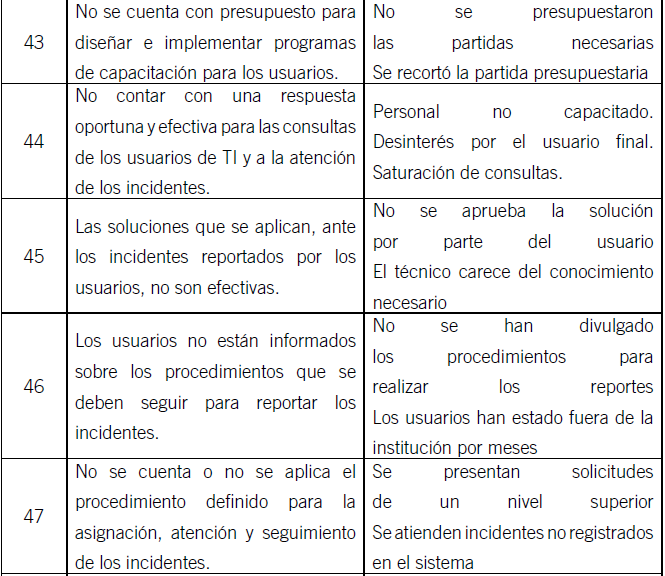 43
No se cuenta con presupuesto para
diseñar e implementar programas
de capacitación para los usuarios.
No se presupuestaron
las partidas necesarias
Se recortó la partida presupuestaria
44
No contar con una respuesta
oportuna y efectiva para las consultas
de los usuarios de TI y a la atención
de los incidentes.
Personal no capacitado.
Desinterés por el usuario final.
Saturación de consultas.
45
Las soluciones que se aplican, ante
los incidentes reportados por los
usuarios, no son efectivas.
No se aprueba la solución
por parte del usuario
El técnico carece del conocimiento
necesario
46
Los usuarios no están informados
sobre los procedimientos que se
deben seguir para reportar los
incidentes.
No se han divulgado
los procedimientos para
realizar los reportes
Los usuarios han estado fuera de la
institución por meses
47
No se cuenta o no se aplica el
procedimiento definido para la
asignación, atención y seguimiento
de los incidentes.
Se presentan solicitudes
de un nivel superior
Se atienden incidentes no registrados
en el sistema